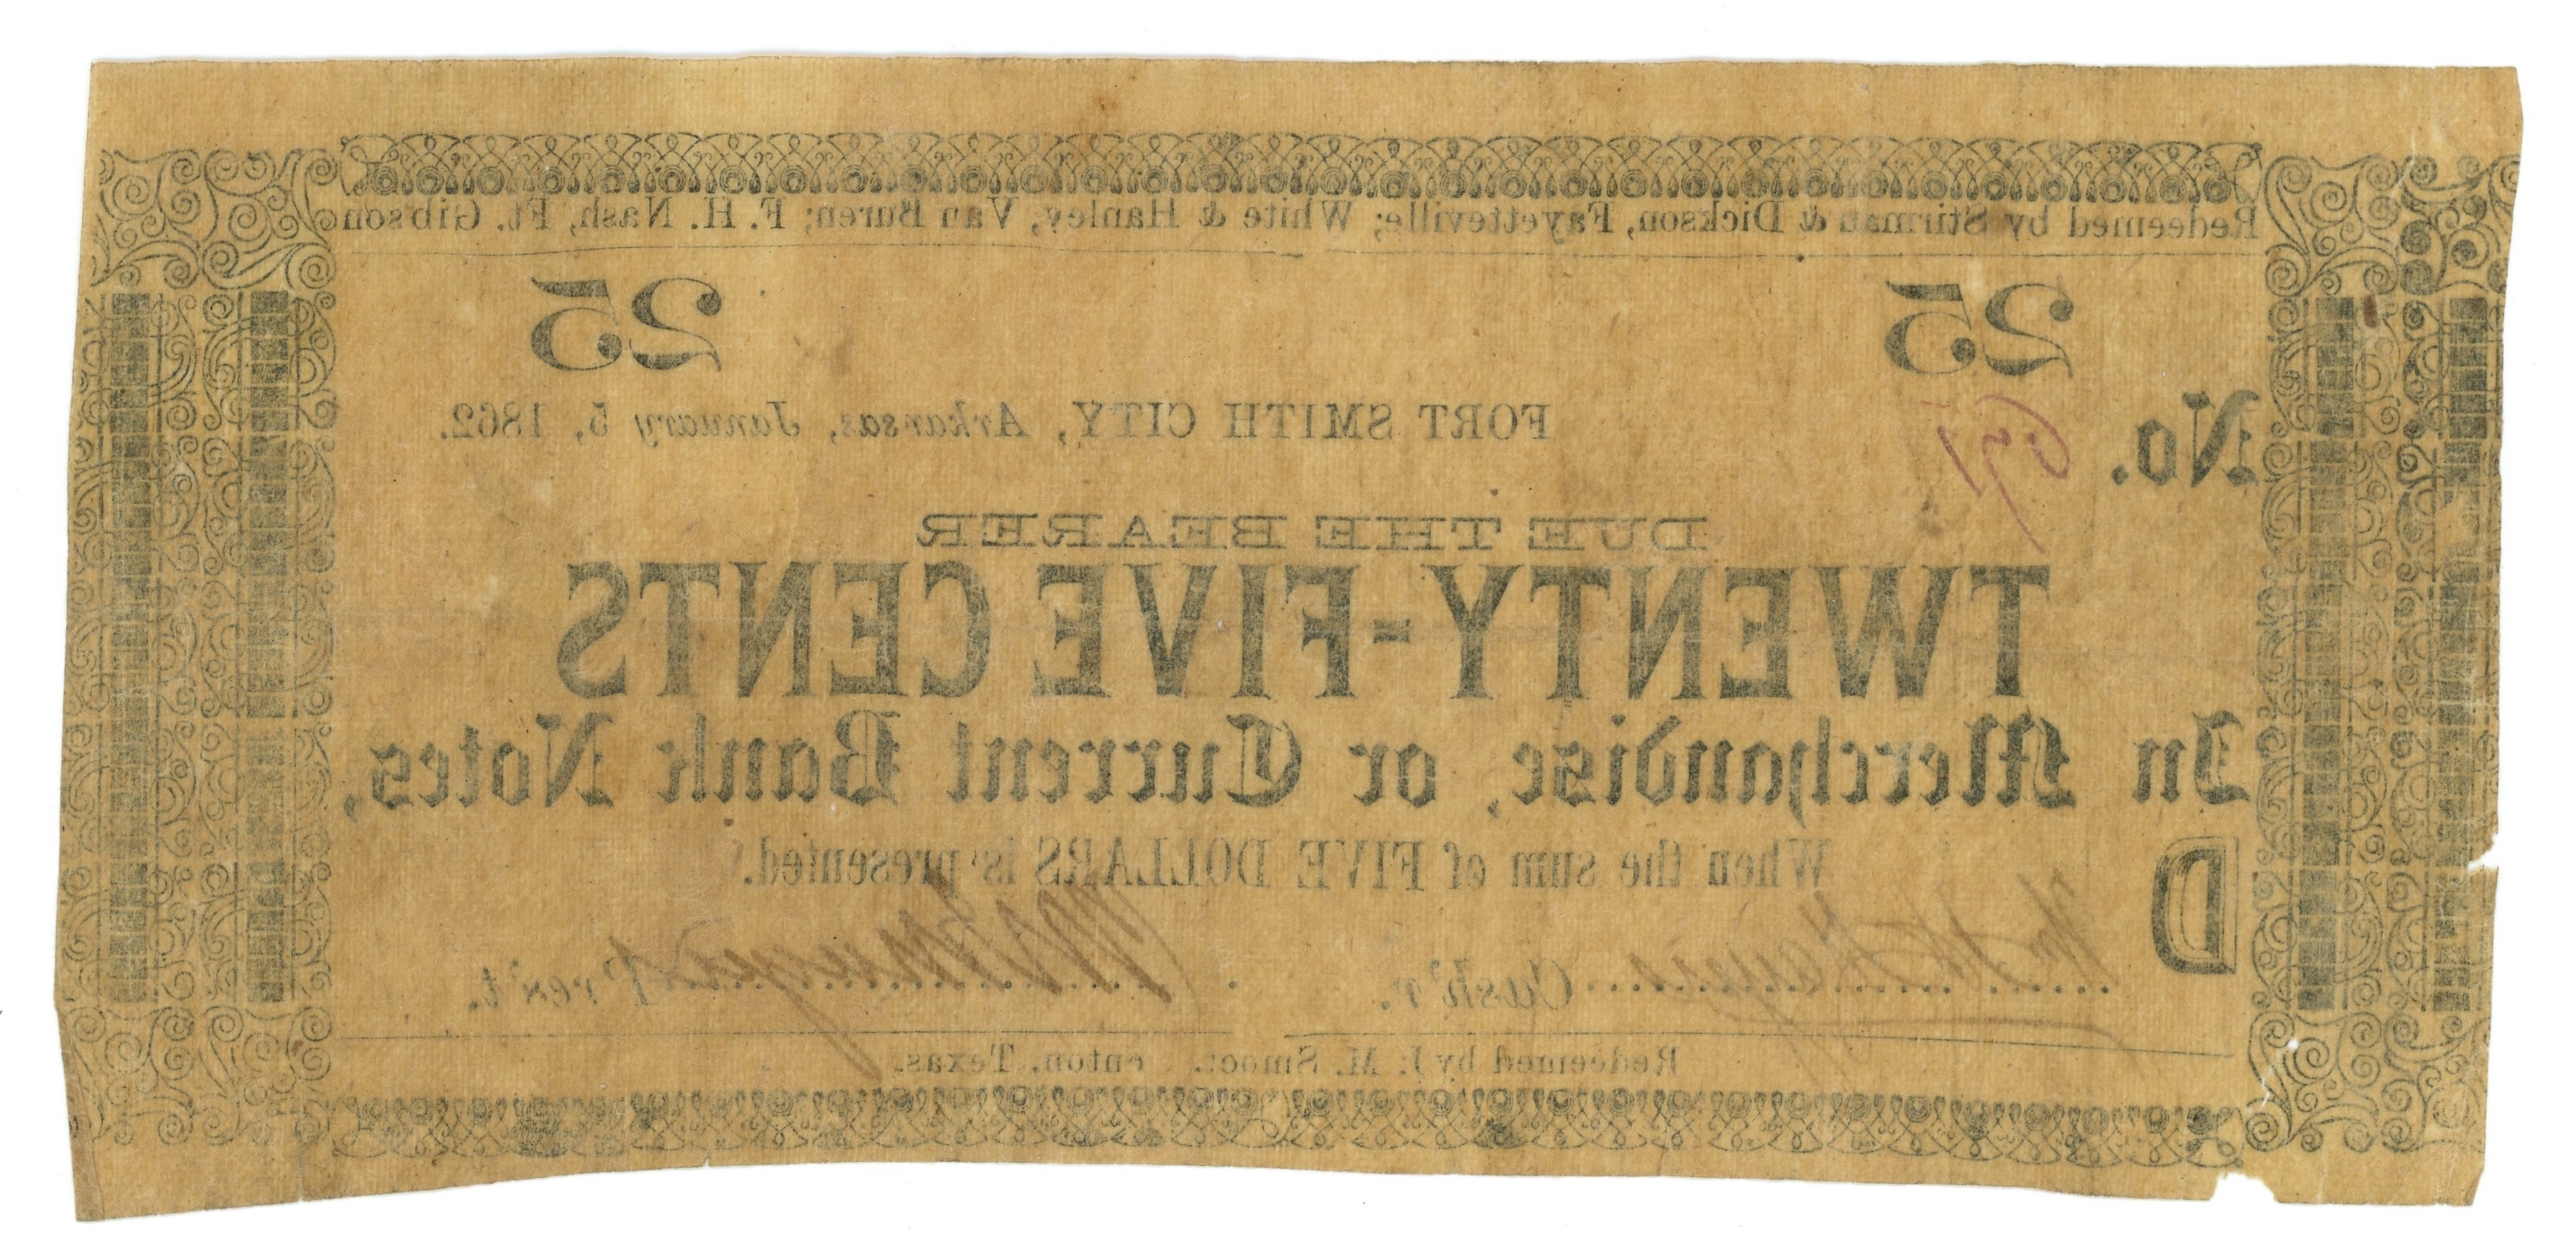 Redeemed by Stirman & Dickson, Fayetteville; White & Hanley, Van Buren; F. H. Nash, Ft. Gibson
25 25
No.
FORT SMITH CITY, Arkansas, January 5, 1862.
DUE THE BEARER
TWENTY-FIVE CENTS
In Merchandise, or Current Bank Notes,
D
When the sum of FIVE DOLLARS is presented.
Cash'r. Pres't.
Redeemed by J. M. Smoot. enton, Texas.